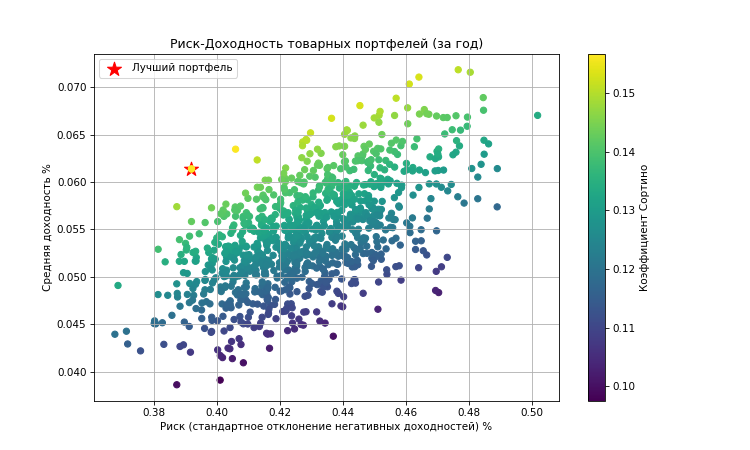 Риск-Доходность товарных портфелей (за год)
Лучший портфель
Средняя доходность %
0.070
0.065
0.060
0.055
0.050
0.045
0.040
0.38 0.40 0.42 0.44 0.46 0.48 0.50
Риск (стандартное отклонение негативных доходностей) %
0.15
0.14
0.13
0.12
0.11
0.10
Коэффициент Сортино